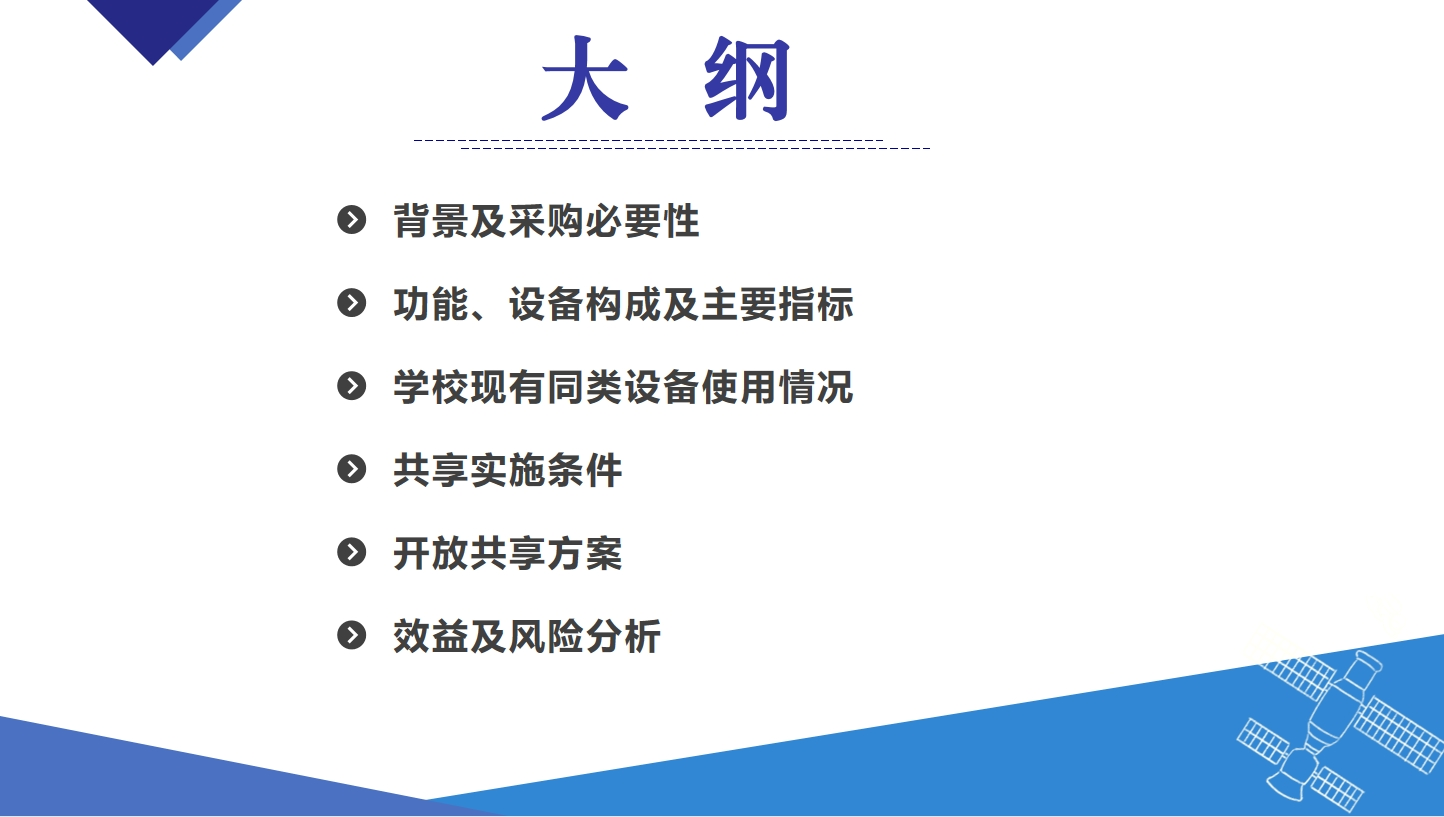 大 纲
背景及采购必要性
功能、设备构成及主要指标
学校现有同类设备使用情况
共享实施条件
开放共享方案
效益及风险分析